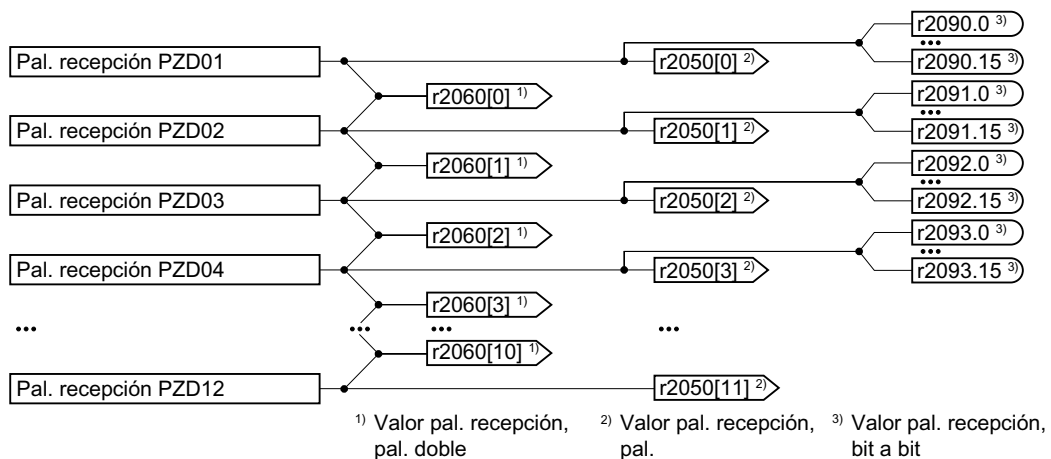 r2090.0 3)
...
Pal. recepción PZD01 r2050[0] 2) r2090.15 3)
r2060[0] 1) r2091.0 3)
...
Pal. recepción PZD02 r2050[1] 2) r2091.15 3)
r2060[1] 1) r2092.0 3)
...
Pal. recepción PZD03 r2050[2] 2) r2092.15 3)
r2060[2] 1) r2093.0 3)
...
Pal. recepción PZD04 r2050[3] 2) r2093.15 3)
r2060[3] 1)
... ... ... ...
r2060[10] 1)
Pal. recepción PZD12 r2050[11] 2)
1) Valor pal. recepción, pal. doble
2) Valor pal. recepción, pal.
3) Valor pal. recepción, bit a bit